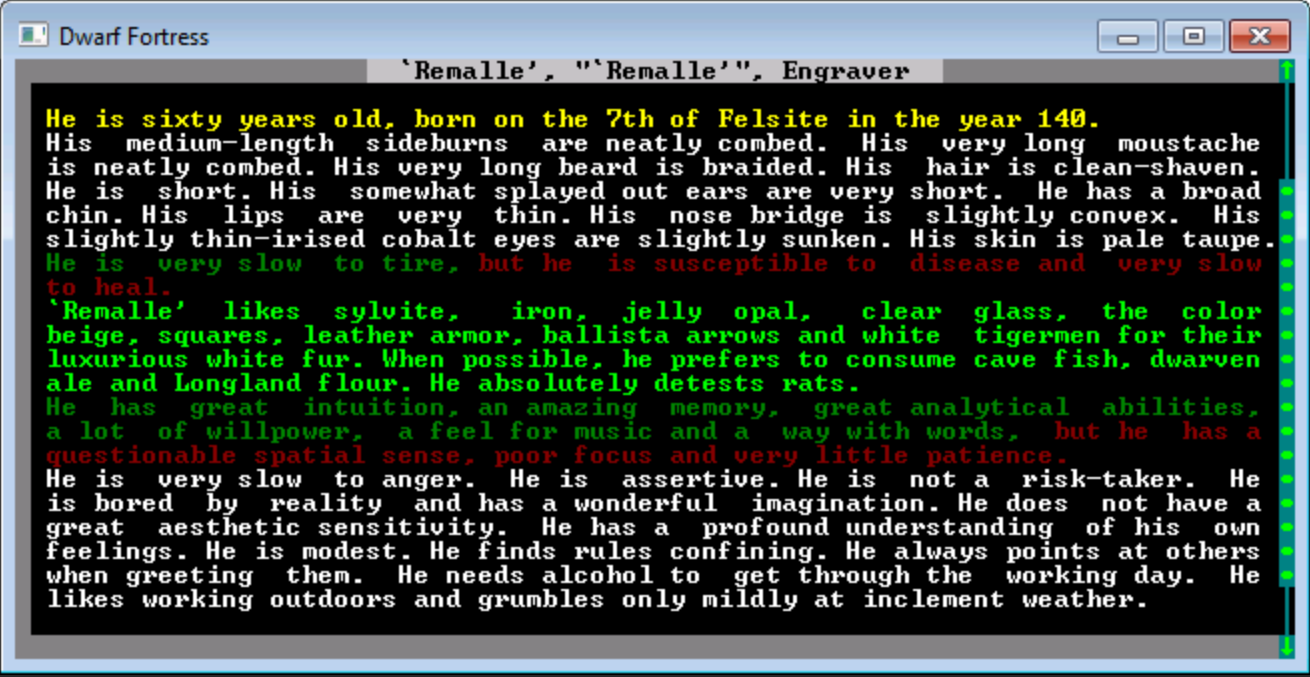 Dwarf Fortress
`Remalle', "`Remalle'", Engraver
He is sixty years old, born on the 7th of Felsite in the year 140.
His medium-length sideburns are neatly combed. His very long moustache
is neatly combed. His very long beard is braided. His hair is clean-shaven.
He is short. His somewhat splayed out ears are very short. He has a broad
chin. His lips are very thin. His nose bridge is slightly convex. His
slightly thin-irised cobalt eyes are slightly sunken. His skin is pale taupe.
He is very slow to tire, but he is susceptible to disease and very slow
to heal.
`Remalle' likes sylvite, iron, jelly opal, clear glass, the color
beige, squares, leather armor, ballista arrows and white tigermen for their
luxurious white fur. When possible, he prefers to consume cave fish, dwarven
ale and Longland flour. He absolutely detests rats.
He has great intuition, an amazing memory, great analytical abilities,
a lot of willpower, a feel for music and a way with words, but he has a
questionable spatial sense, poor focus and very little patience.
He is very slow to anger. He is assertive. He is not a risk-taker. He
is bored by reality and has a wonderful imagination. He does not have a
great aesthetic sensitivity. He has a profound understanding of his own
feelings. He is modest. He finds rules confining. He always points at others
when greeting them. He needs alcohol to get through the working day. He
likes working outdoors and grumbles only mildly at inclement weather.